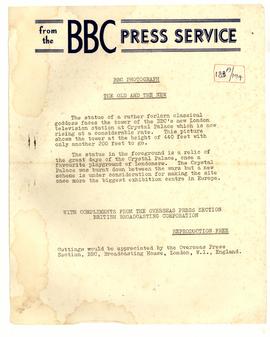 from the BBC PRESS SERVICE
BBC PHOTOGRAPH
THE OLD AND THE NEW
The statue of a rather forlorn classical
goddess faces the tower of the BBC's new London
television station at Crystal Palace which is now
rising at a considerable rate. This picture
shows the tower at the height of 440 feet with
only another 200 feet to go.
The statue in the foreground is a relic of
the great days of the Crystal Palace, once a
favourite playground of Londoners. The Crystal
Palace was burnt down between the wars but a new
scheme is under consideration for making the site
once more the biggest exhibition centre in Europe.
WITH COMPLIMENTS FROM THE OVERSEAS PRESS SECTION
BRITISH BROADCASTING CORPORATION
REPRODUCTION FREE
Cuttings would be appreciated by the Overseas Press
Section, BBC, Broadcasting House, London, W.1., England.